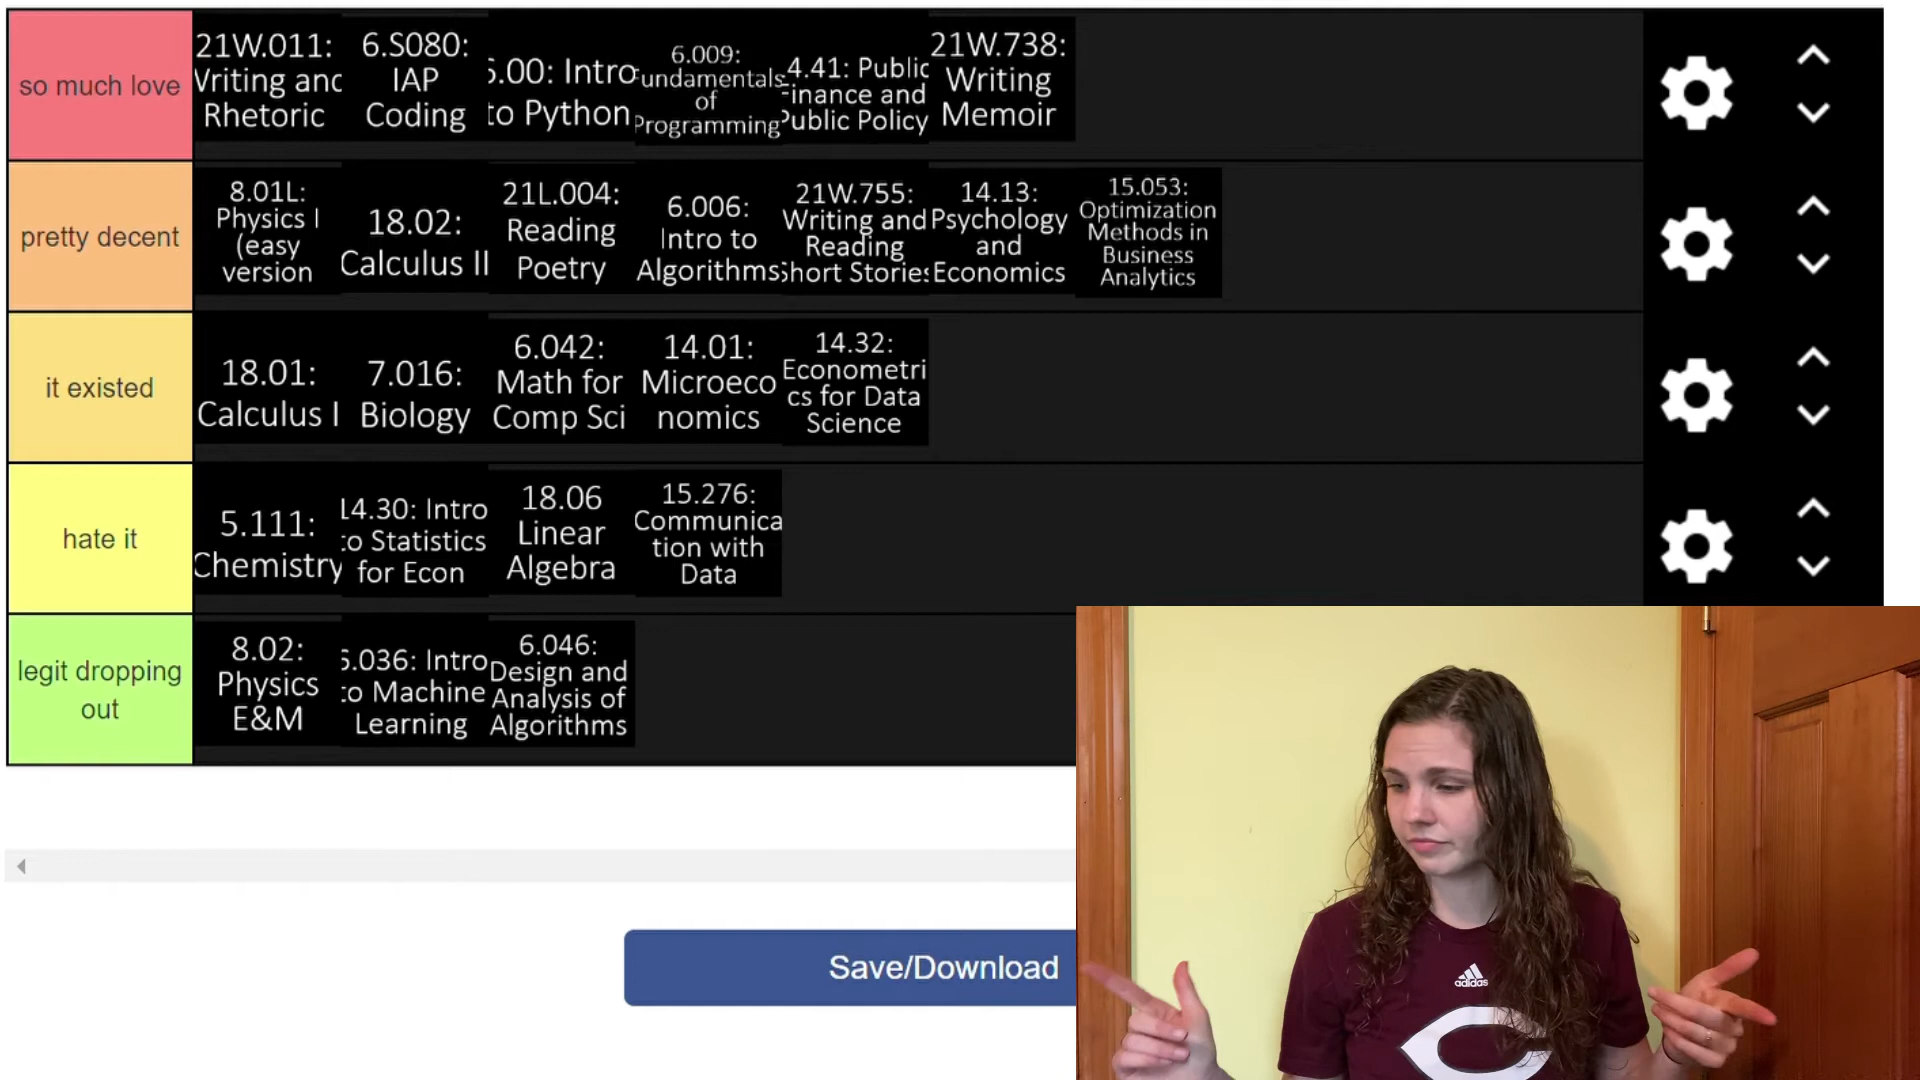 so much love
21W.011:
Writing and
Rhetoric
6.S080:
IAP
Coding
6.00: Intro
to Python
6.009:
Fundamentals
of
Programming
14.41: Public
Finance and
Public Policy
21W.738:
Writing
Memoir
pretty decent
8.01L:
Physics I
(easy
version
18.02:
Calculus II
21L.004:
Reading
Poetry
6.006:
Intro to
Algorithms
21W.755:
Writing and
Reading
Short Stories
14.13:
Psychology
and
Economics
15.053:
Optimization
Methods in
Business
Analytics
it existed
18.01:
Calculus I
7.016:
Biology
6.042:
Math for
Comp Sci
14.01:
Microeco
nomics
14.32:
Econometri
cs for Data
Science
hate it
5.111:
Chemistry
14.30: Intro
to Statistics
for Econ
18.06
Linear
Algebra
15.276:
Communica
tion with
Data
legit dropping
out
8.02:
Physics
E&M
6.036: Intro
to Machine
Learning
6.046:
Design and
Analysis of
Algorithms
Save/Download
adidas
C